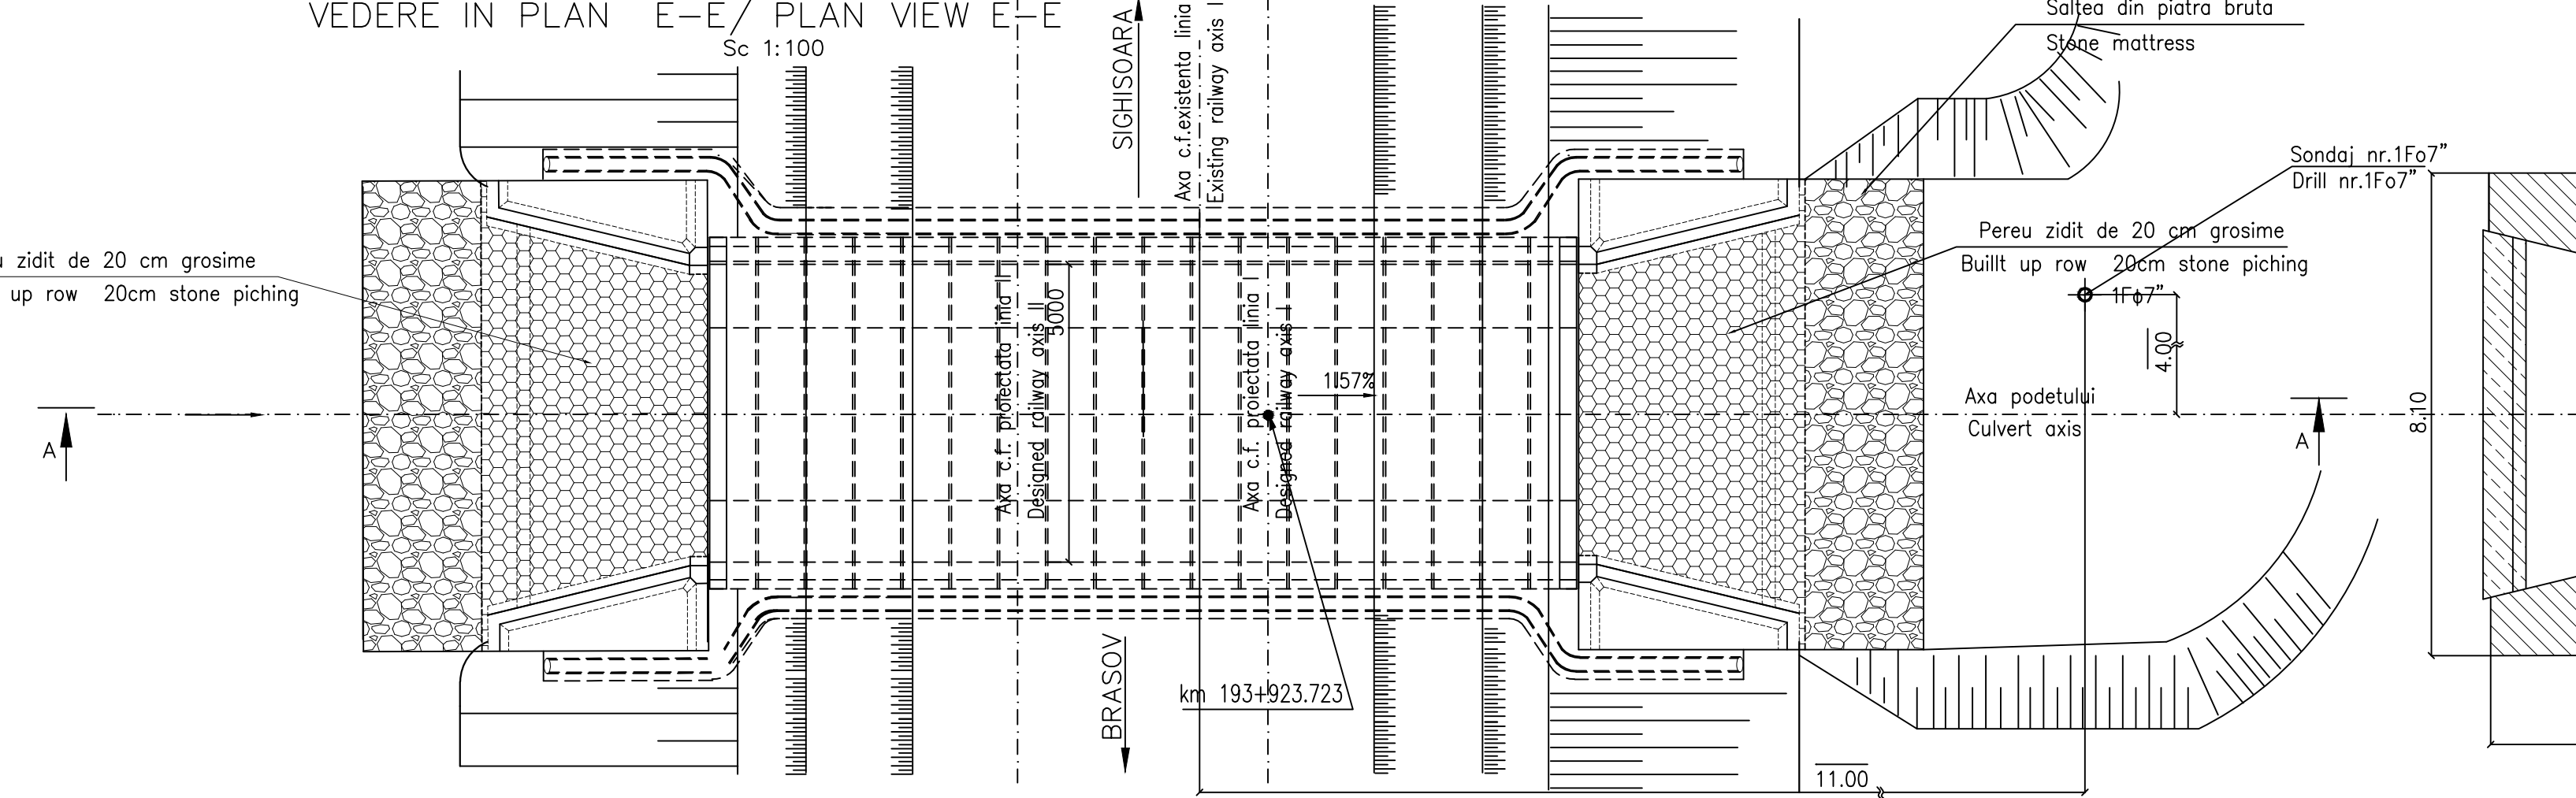 VEDERE IN PLAN E-E/ PLAN VIEW E-E
Sc 1:100
SIGHISOARA
Axa c.f.existenta linia
Existing railway axis I
Saltea din piatra bruta
Stone mattress
Sondaj nr.1Fo7"
Drill nr.1Fo7"
zidit de 20 cm grosime
up row 20cm stone piching
Pereu zidit de 20 cm grosime
Buillt up row 20cm stone piching
1Fϕ7"
Axa c.f. proiectata linia II
Designed railway axis II
5000
Axa c.f. proiectata linia I
Designed railway axis I
1.57%
4.00
8.10
Axa podetului
Culvert axis
A
A
BRASOV
km 193+923.723
11.00